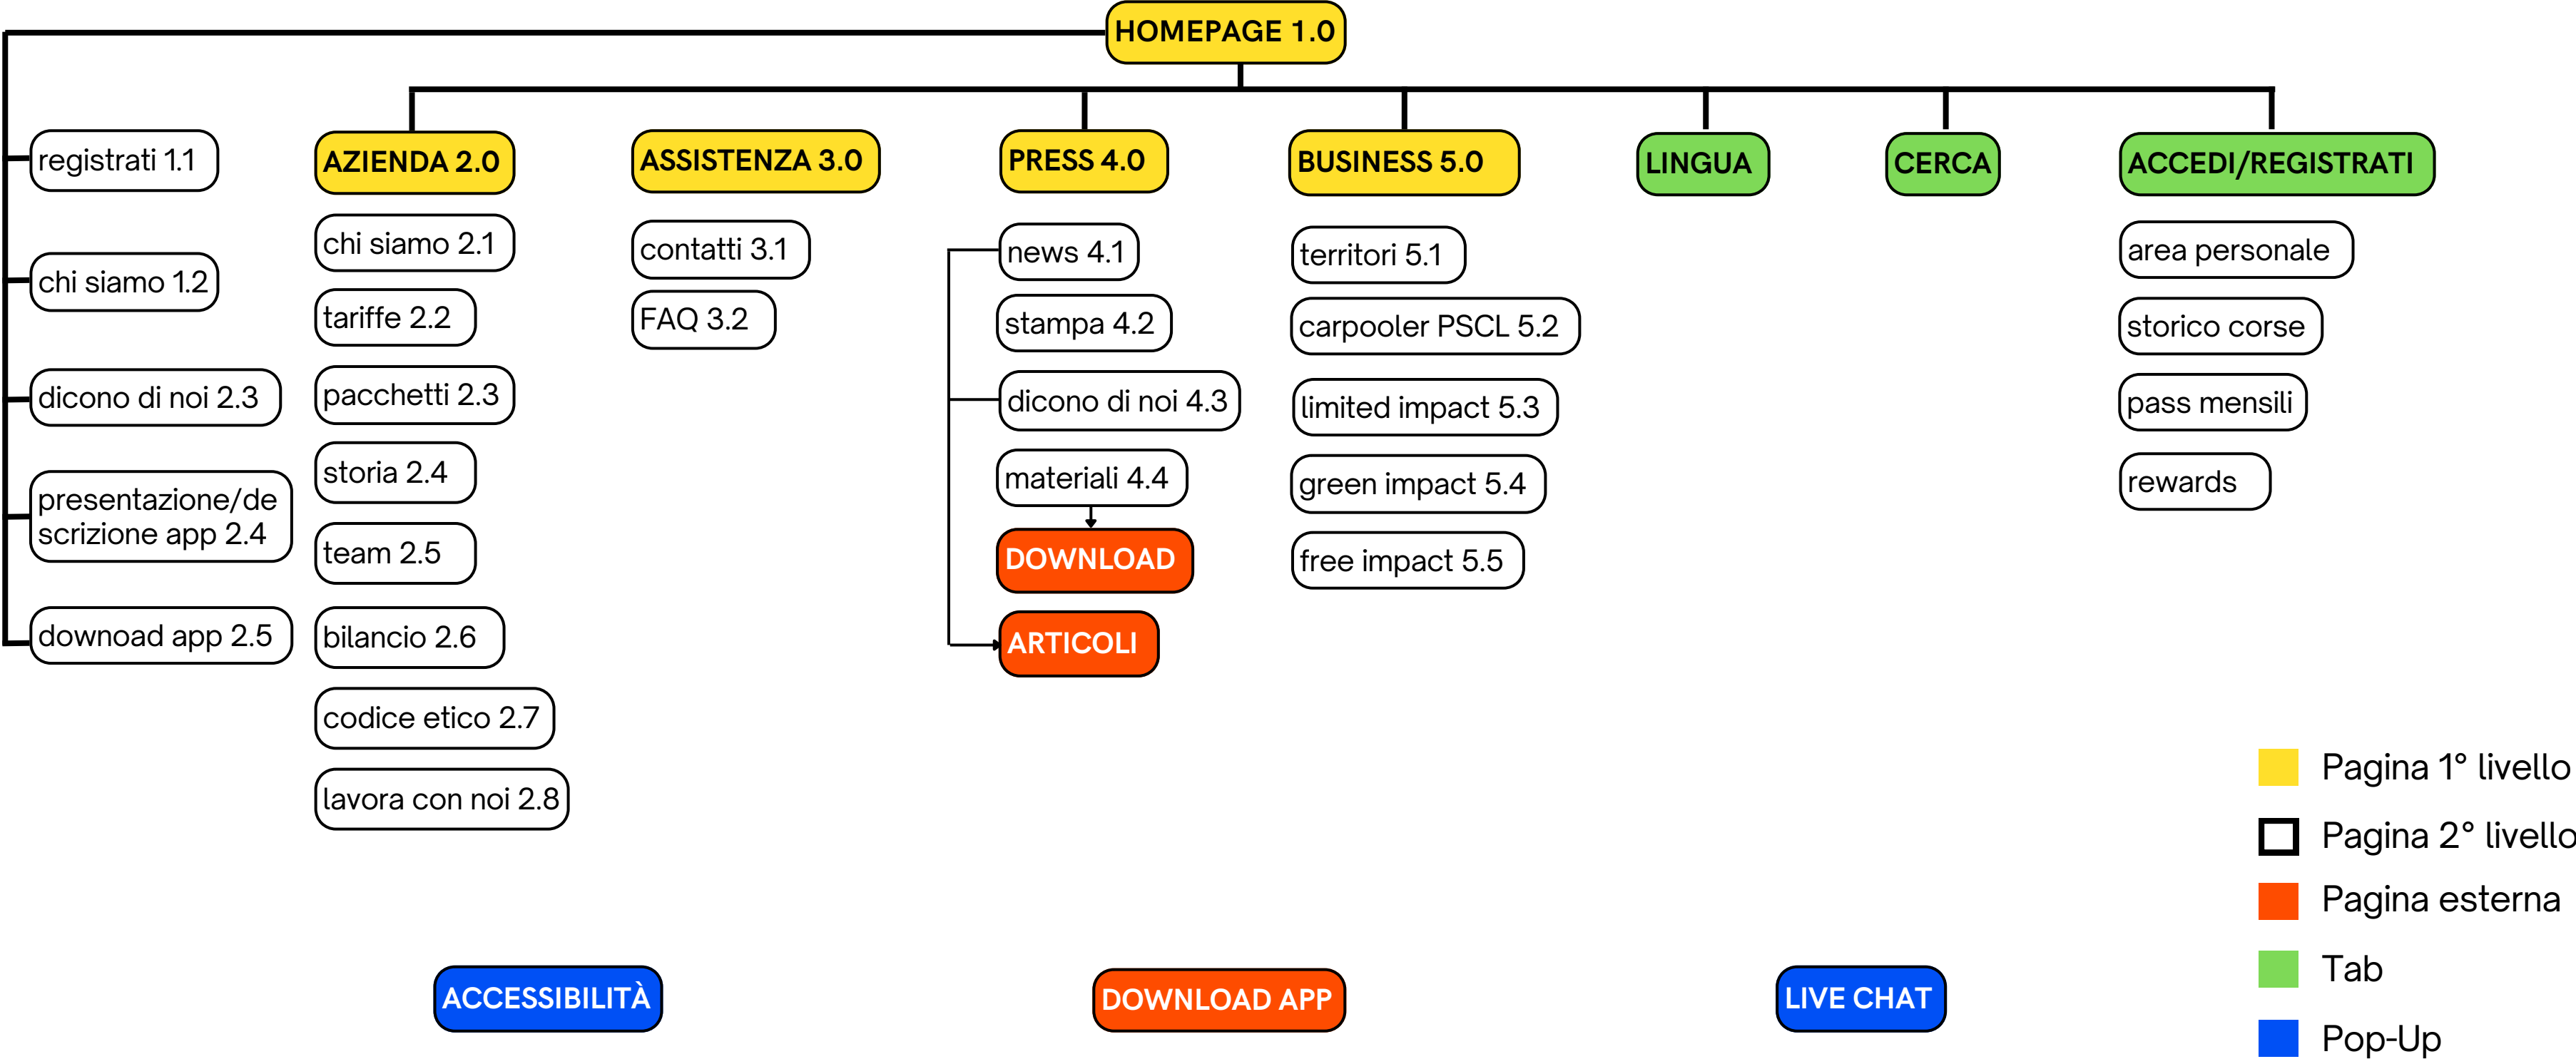 HOMEPAGE 1.0
registrati 1.1
chi siamo 1.2
dicono di noi 2.3
presentazione/de
scrizione app 2.4
downoad app 2.5
AZIENDA 2.0
chi siamo 2.1
tariffe 2.2
pacchetti 2.3
storia 2.4
team 2.5
bilancio 2.6
codice etico 2.7
lavora con noi 2.8
ASSISTENZA 3.0
contatti 3.1
FAQ 3.2
PRESS 4.0
news 4.1
stampa 4.2
dicono di noi 4.3
materiali 4.4
DOWNLOAD
ARTICOLI
BUSINESS 5.0
territori 5.1
carpooler PSCL 5.2
limited impact 5.3
green impact 5.4
free impact 5.5
LINGUA
CERCA
ACCEDI/REGISTRATI
area personale
storico corse
pass mensili
rewards
ACCESSIBILITÀ
DOWNLOAD APP
LIVE CHAT
Pagina 1° livello
Pagina 2° livello
Pagina esterna
Tab
Pop-Up